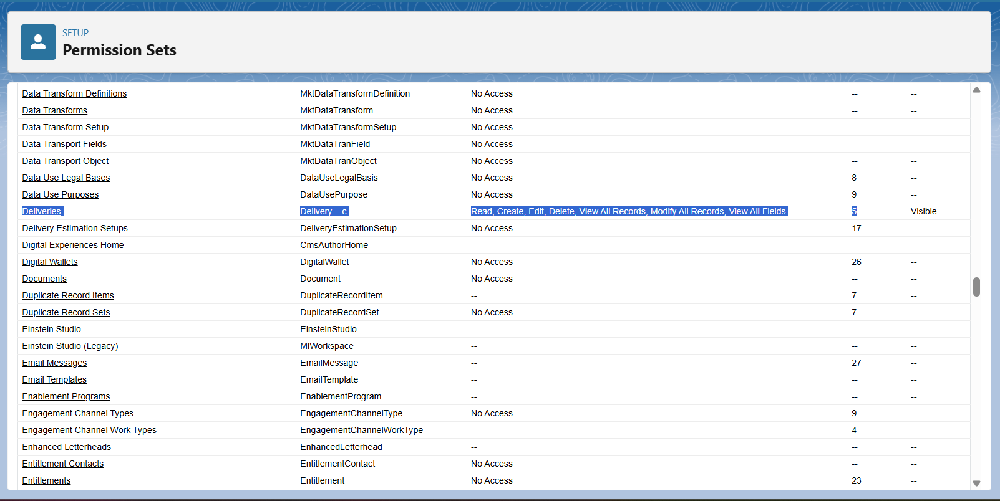 SETUP
Permission Sets
Data Transform Definitions MktDataTransformDefinition No Access -- --
Data Transforms MktDataTransform No Access -- --
Data Transform Setup MktDataTransformSetup No Access -- --
Data Transport Fields MktDataTranField No Access -- --
Data Transport Object MktDataTranObject No Access -- --
Data Use Legal Bases DataUseLegalBasis No Access 8 --
Data Use Purposes DataUsePurpose No Access 9 --
Deliveries Delivery__c Read, Create, Edit, Delete, View All Records, Modify All Records, View All Fields 5 Visible
Delivery Estimation Setups DeliveryEstimationSetup No Access 17 --
Digital Experiences Home CmsAuthorHome -- -- --
Digital Wallets DigitalWallet No Access 26 --
Documents Document No Access -- --
Duplicate Record Items DuplicateRecordItem -- 7 --
Duplicate Record Sets DuplicateRecordSet No Access 7 --
Einstein Studio EinsteinStudio -- -- --
Einstein Studio (Legacy) MlWorkspace -- -- --
Email Messages EmailMessage -- 27 --
Email Templates EmailTemplate -- -- --
Enablement Programs EnablementProgram -- -- --
Engagement Channel Types EngagementChannelType No Access 9 --
Engagement Channel Work Types EngagementChannelWorkType -- 4 --
Enhanced Letterheads EnhancedLetterhead -- -- --
Entitlement Contacts EntitlementContact No Access -- --
Entitlements Entitlement No Access 23 --